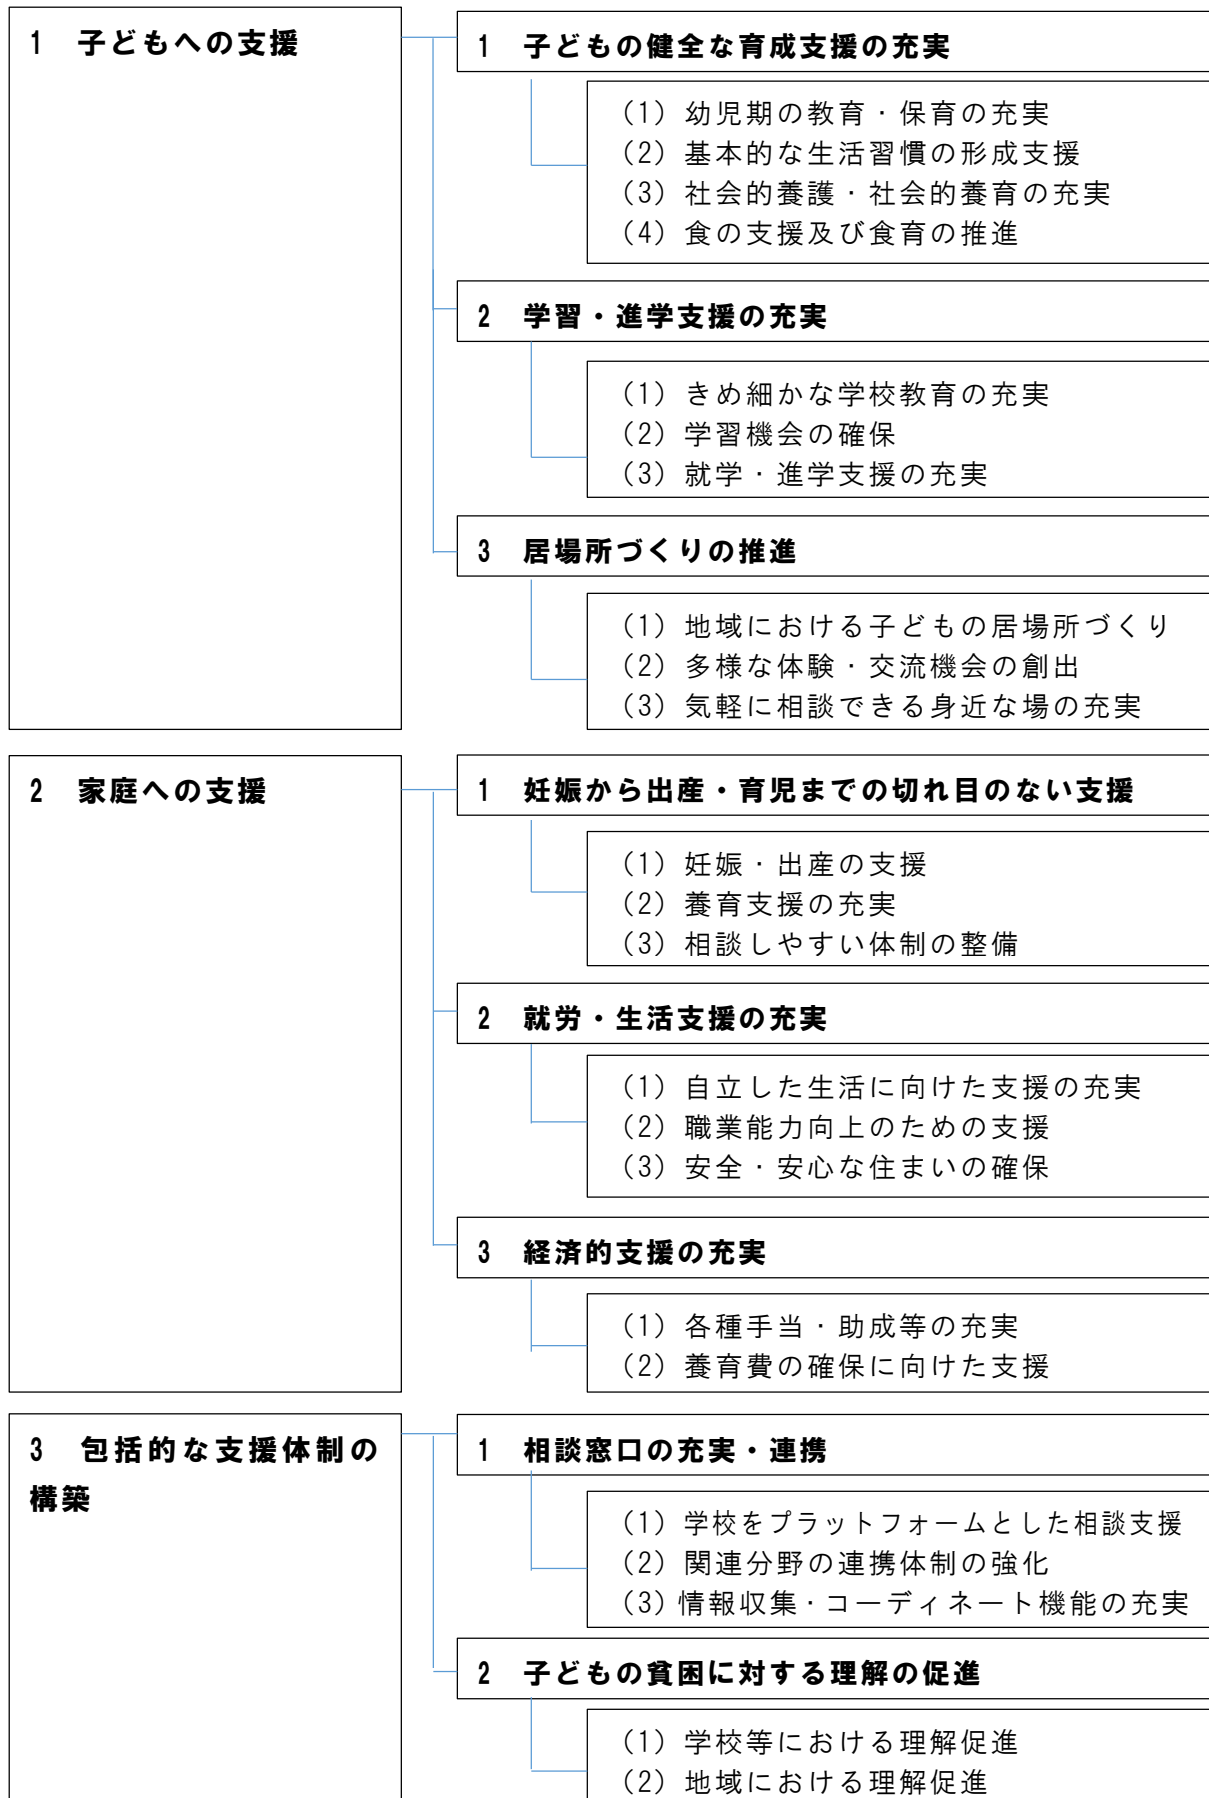 1 子どもへの支援
1 子どもの健全な育成支援の充実
(1) 幼児期の教育・保育の充実
(2) 基本的な生活習慣の形成支援
(3) 社会的養護・社会的養育の充実
(4) 食の支援及び食育の推進
2 学習・進学支援の充実
(1) きめ細かな学校教育の充実
(2) 学習機会の確保
(3) 就学・進学支援の充実
3 居場所づくりの推進
(1) 地域における子どもの居場所づくり
(2) 多様な体験・交流機会の創出
(3) 気軽に相談できる身近な場の充実
2 家庭への支援
1 妊娠から出産・育児までの切れ目のない支援
(1) 妊娠・出産の支援
(2) 養育支援の充実
(3) 相談しやすい体制の整備
2 就労・生活支援の充実
(1) 自立した生活に向けた支援の充実
(2) 職業能力向上のための支援
(3) 安全・安心な住まいの確保
3 経済的支援の充実
(1) 各種手当・助成等の充実
(2) 養育費の確保に向けた支援
3 包括的な支援体制の
構築
1 相談窓口の充実・連携
(1) 学校をプラットフォームとした相談支援
(2) 関連分野の連携体制の強化
(3) 情報収集・コーディネート機能の充実
2 子どもの貧困に対する理解の促進
(1) 学校等における理解促進
(2) 地域における理解促進